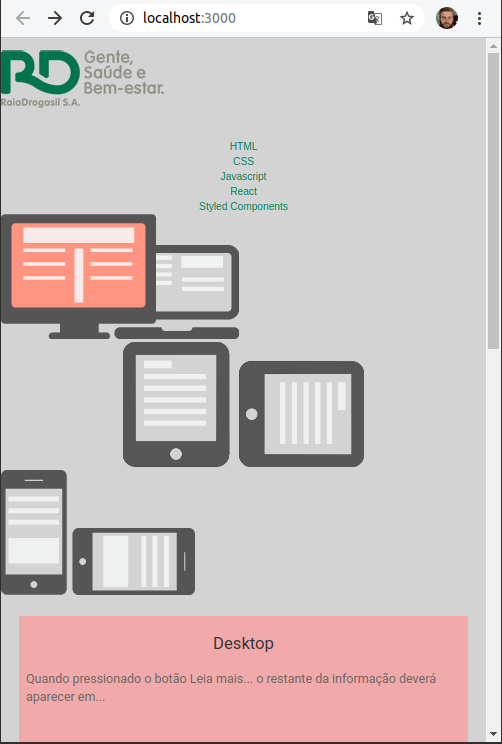 localhost:3000
RD Gente,
Saúde e
Bem-estar.
RaiaDrogasil S.A.
HTML
CSS
Javascript
React
Styled Components
Desktop
Quando pressionado o botão Leia mais... o restante da informação deverá
aparecer em...